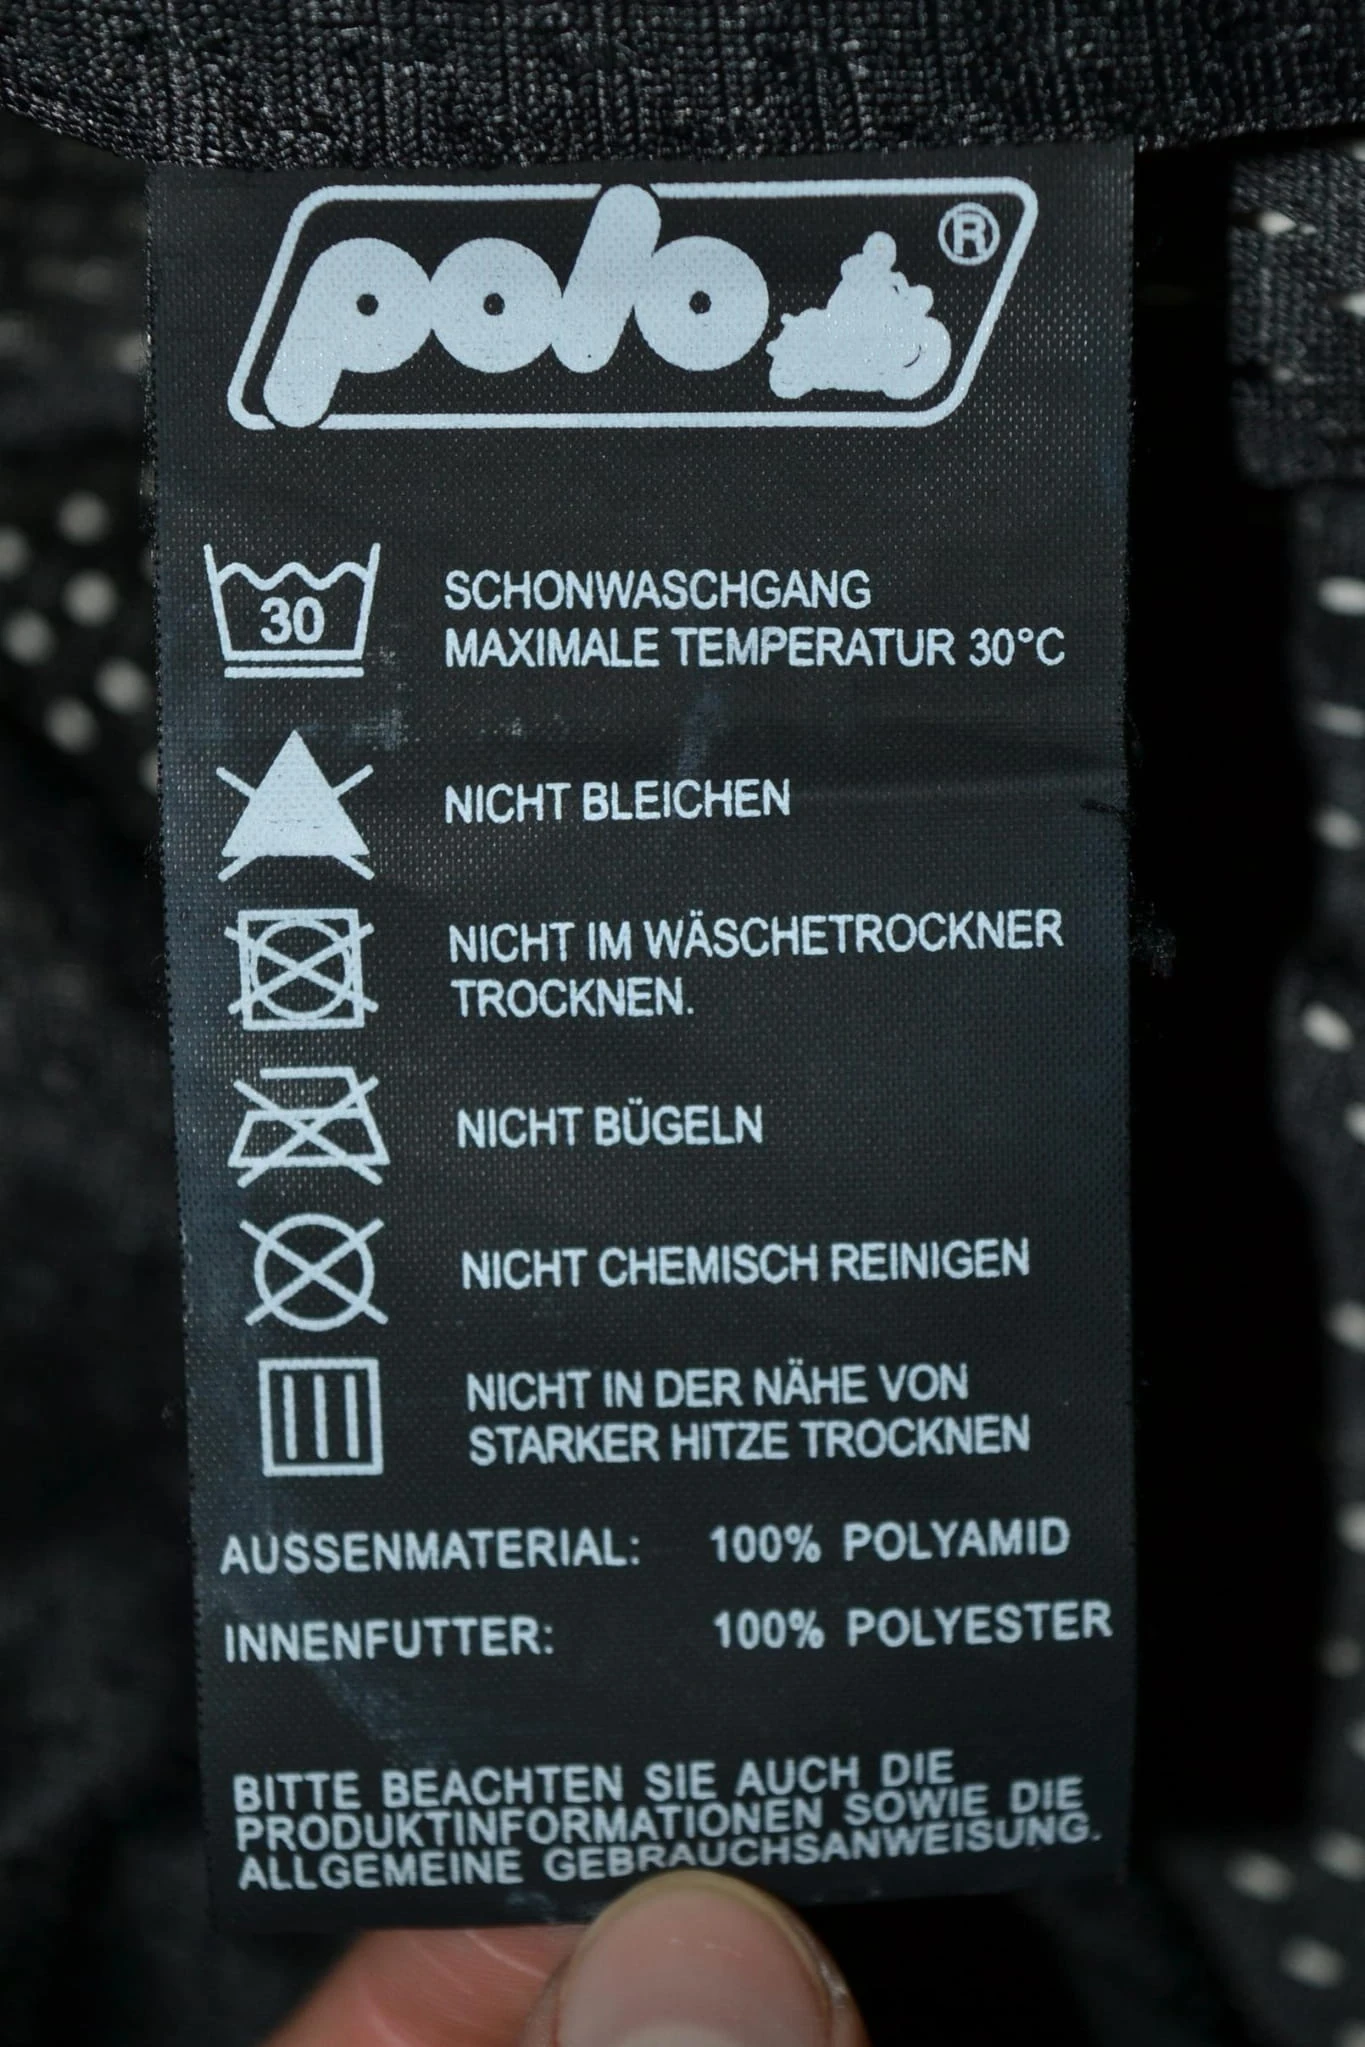 polo ®
30
SCHONWASCHGANG
MAXIMALE TEMPERATUR 30°C
NICHT BLEICHEN
NICHT IM WÄSCHETROCKNER
TROCKNEN.
NICHT BÜGELN
NICHT CHEMISCH REINIGEN
NICHT IN DER NÄHE VON
STARKER HITZE TROCKNEN
AUSSENMATERIAL: 100% POLYAMID
INNENFUTTER: 100% POLYESTER
BITTE BEACHTEN SIE AUCH DIE
PRODUKTINFORMATIONEN SOWIE DIE
ALLGEMEINE GEBRAUCHSANWEISUNG.